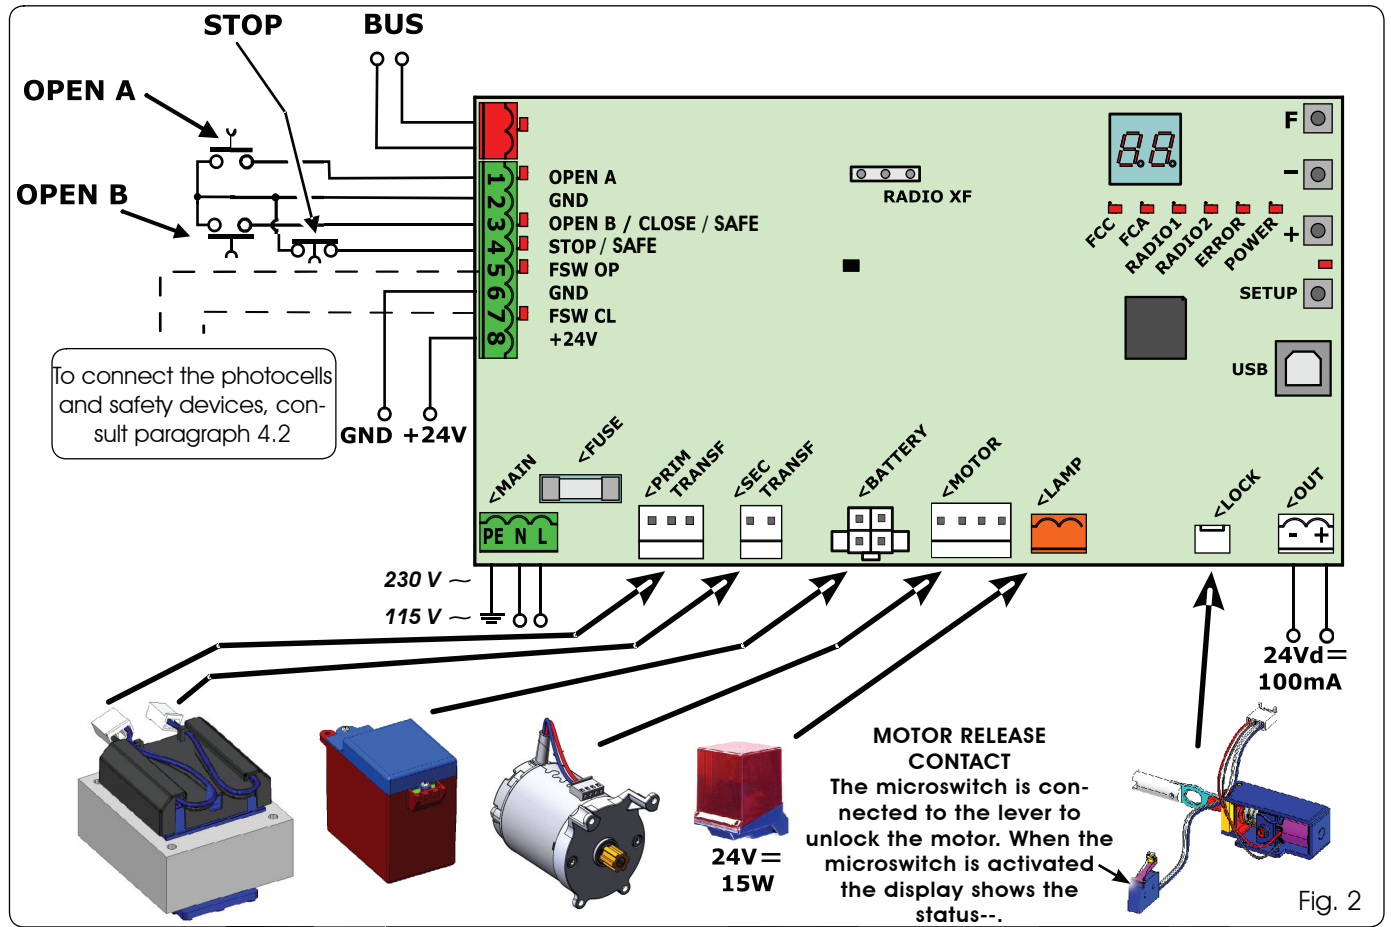 STOP
BUS
OPEN A
OPEN B
1 OPEN A
2 GND
3 OPEN B / CLOSE / SAFE
4 STOP / SAFE
5 FSW OP
6 GND
7 FSW CL
8 +24V
RADIO XF
8.8.
F
-
+
SETUP
USB
FCC
FCA
RADIO1
RADIO2
ERROR
POWER
To connect the photocells
and safety devices, con-
sult paragraph 4.2
GND +24V
<MAIN
<FUSE
<PRIM
TRANSF
<SEC
TRANSF
<BATTERY
<MOTOR
<LAMP
<LOCK
<OUT
PE N L
- +
230 V ~
115 V ~
24Vd=
100mA
24V=
15W
MOTOR RELEASE
CONTACT
The microswitch is con-
nected to the lever to
unlock the motor. When the
microswitch is activated
the display shows the
status--.
Fig. 2